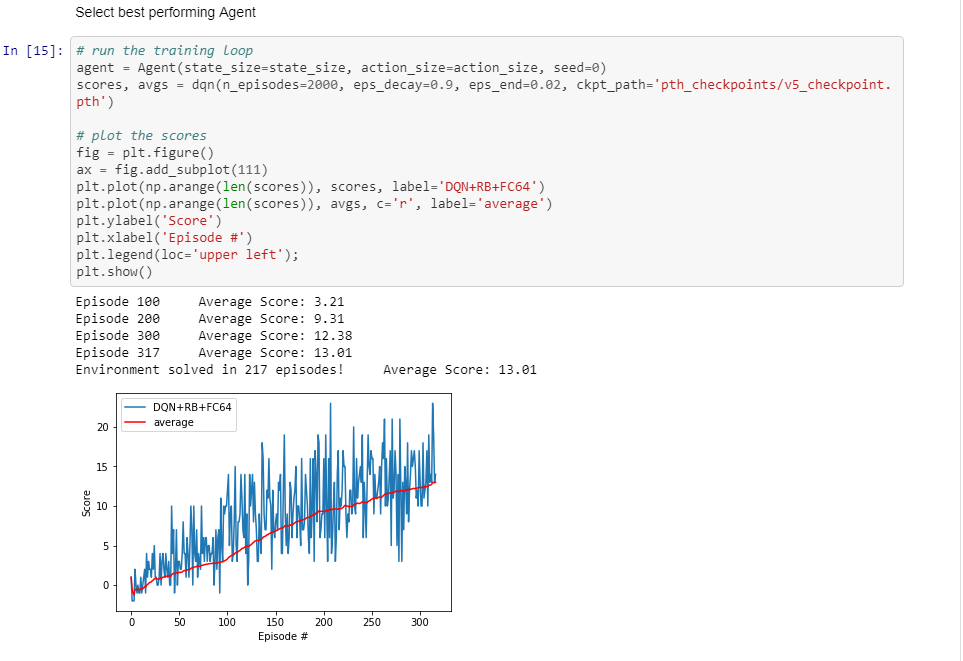 Select best performing Agent
In [15]:
# run the training loop
agent = Agent(state_size=state_size, action_size=action_size, seed=0)
scores, avgs = dqn(n_episodes=2000, eps_decay=0.9, eps_end=0.02, ckpt_path='pth_checkpoints/v5_checkpoint.
pth')
# plot the scores
fig = plt.figure()
ax = fig.add_subplot(111)
plt.plot(np.arange(len(scores)), scores, label='DQN+RB+FC64')
plt.plot(np.arange(len(scores)), avgs, c='r', label='average')
plt.ylabel('Score')
plt.xlabel('Episode #')
plt.legend(loc='upper left');
plt.show()
Episode 100 Average Score: 3.21
Episode 200 Average Score: 9.31
Episode 300 Average Score: 12.38
Episode 317 Average Score: 13.01
Environment solved in 217 episodes! Average Score: 13.01
DQN+RB+FC64
average
20
15
10
5
0
Score
0 50 100 150 200 250 300
Episode #